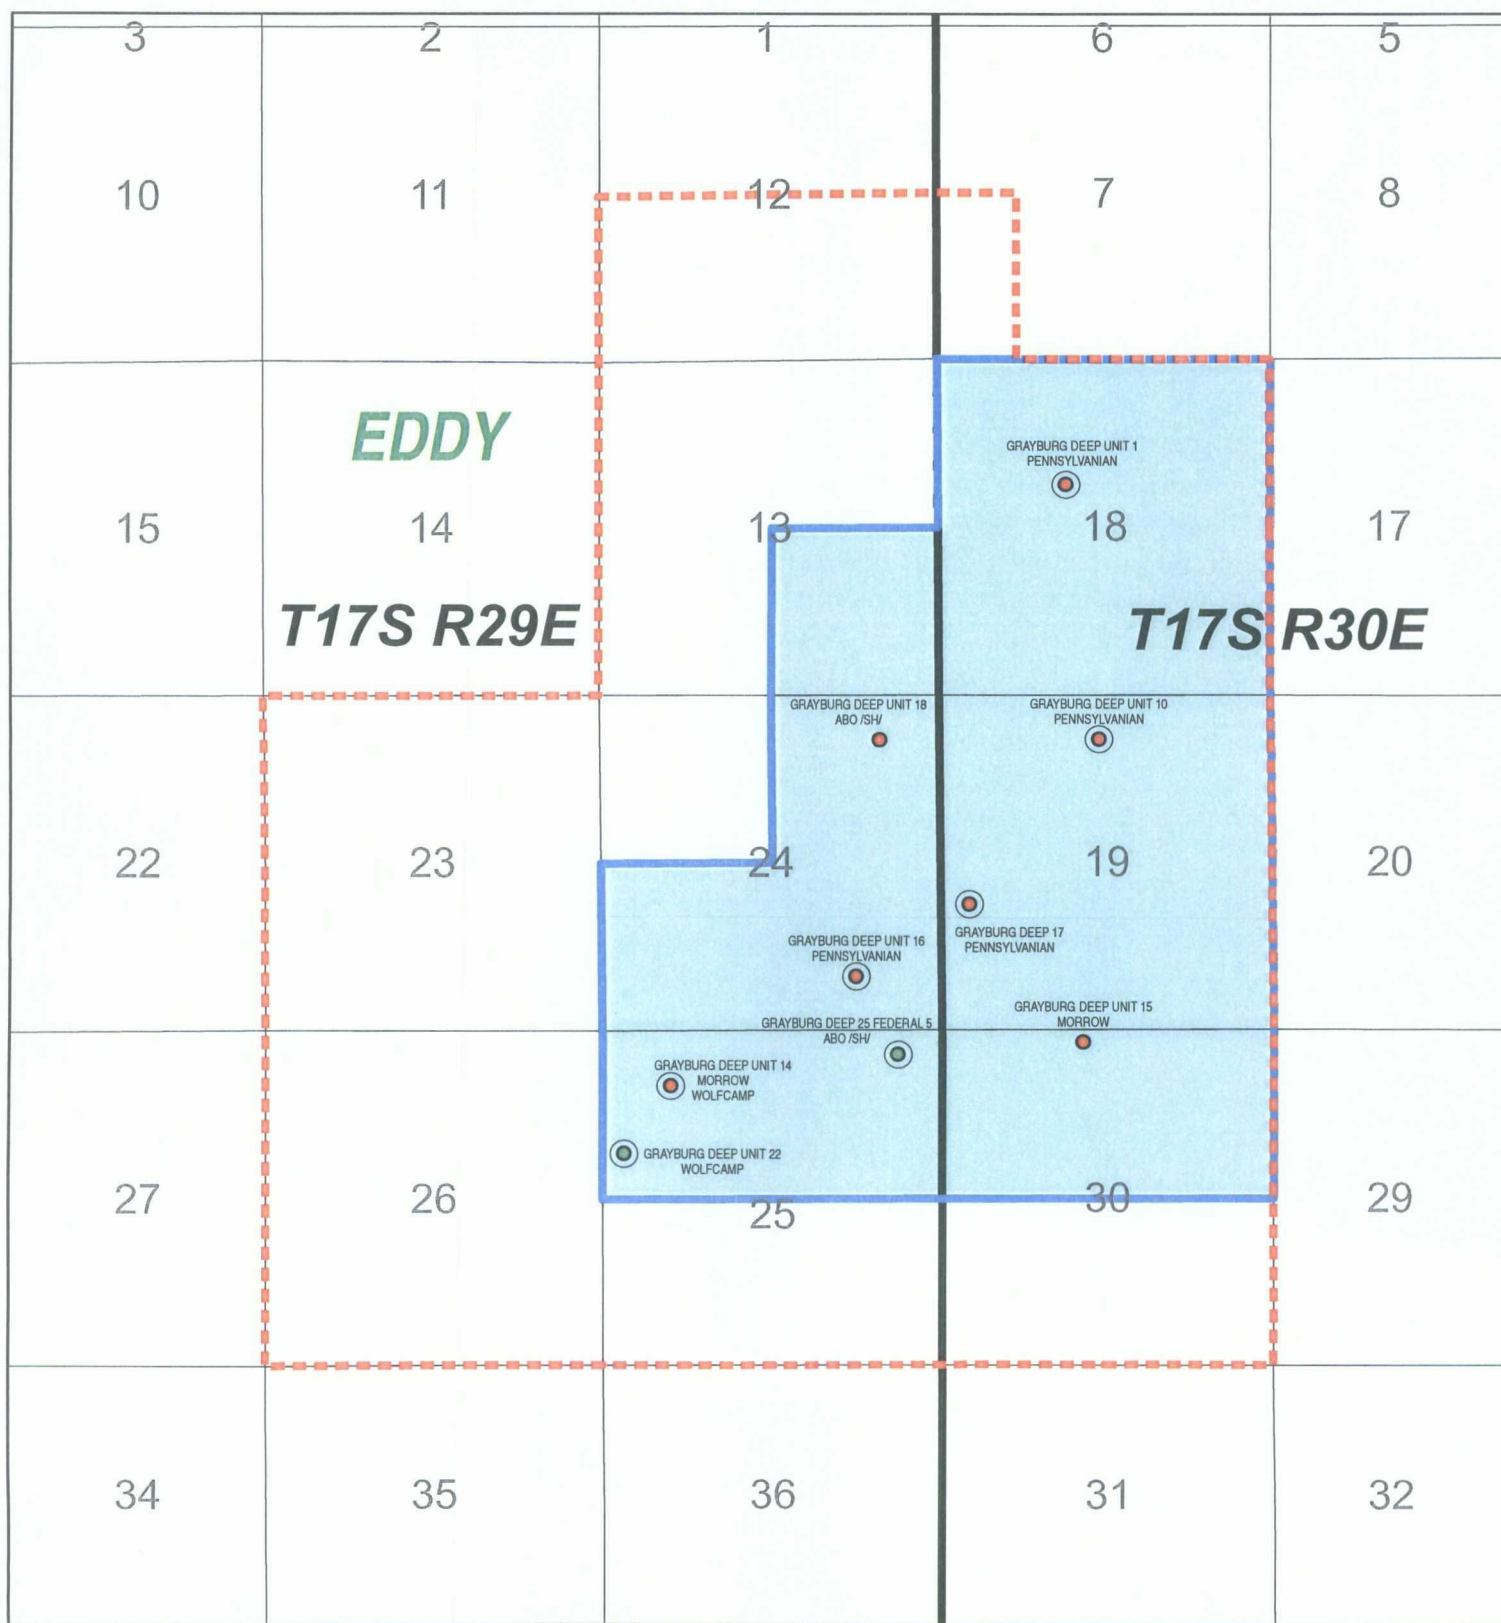 3
2
1
6
5
10
11
12
7
8
EDDY
GRAYBURG DEEP UNIT 1
PENNSYLVANIAN
15
14
13
18
17
T17S R29E
T17S R30E
GRAYBURG DEEP UNIT 18
ABO /SH/
GRAYBURG DEEP UNIT 10
PENNSYLVANIAN
22
23
24
19
20
GRAYBURG DEEP UNIT 16
PENNSYLVANIAN
GRAYBURG DEEP 17
PENNSYLVANIAN
GRAYBURG DEEP UNIT 15
MORROW
GRAYBURG DEEP 25 FEDERAL 5
ABO /SH/
GRAYBURG DEEP UNIT 14
MORROW
WOLFCAMP
GRAYBURG DEEP UNIT 22
WOLFCAMP
27
26
25
30
29
34
35
36
31
32